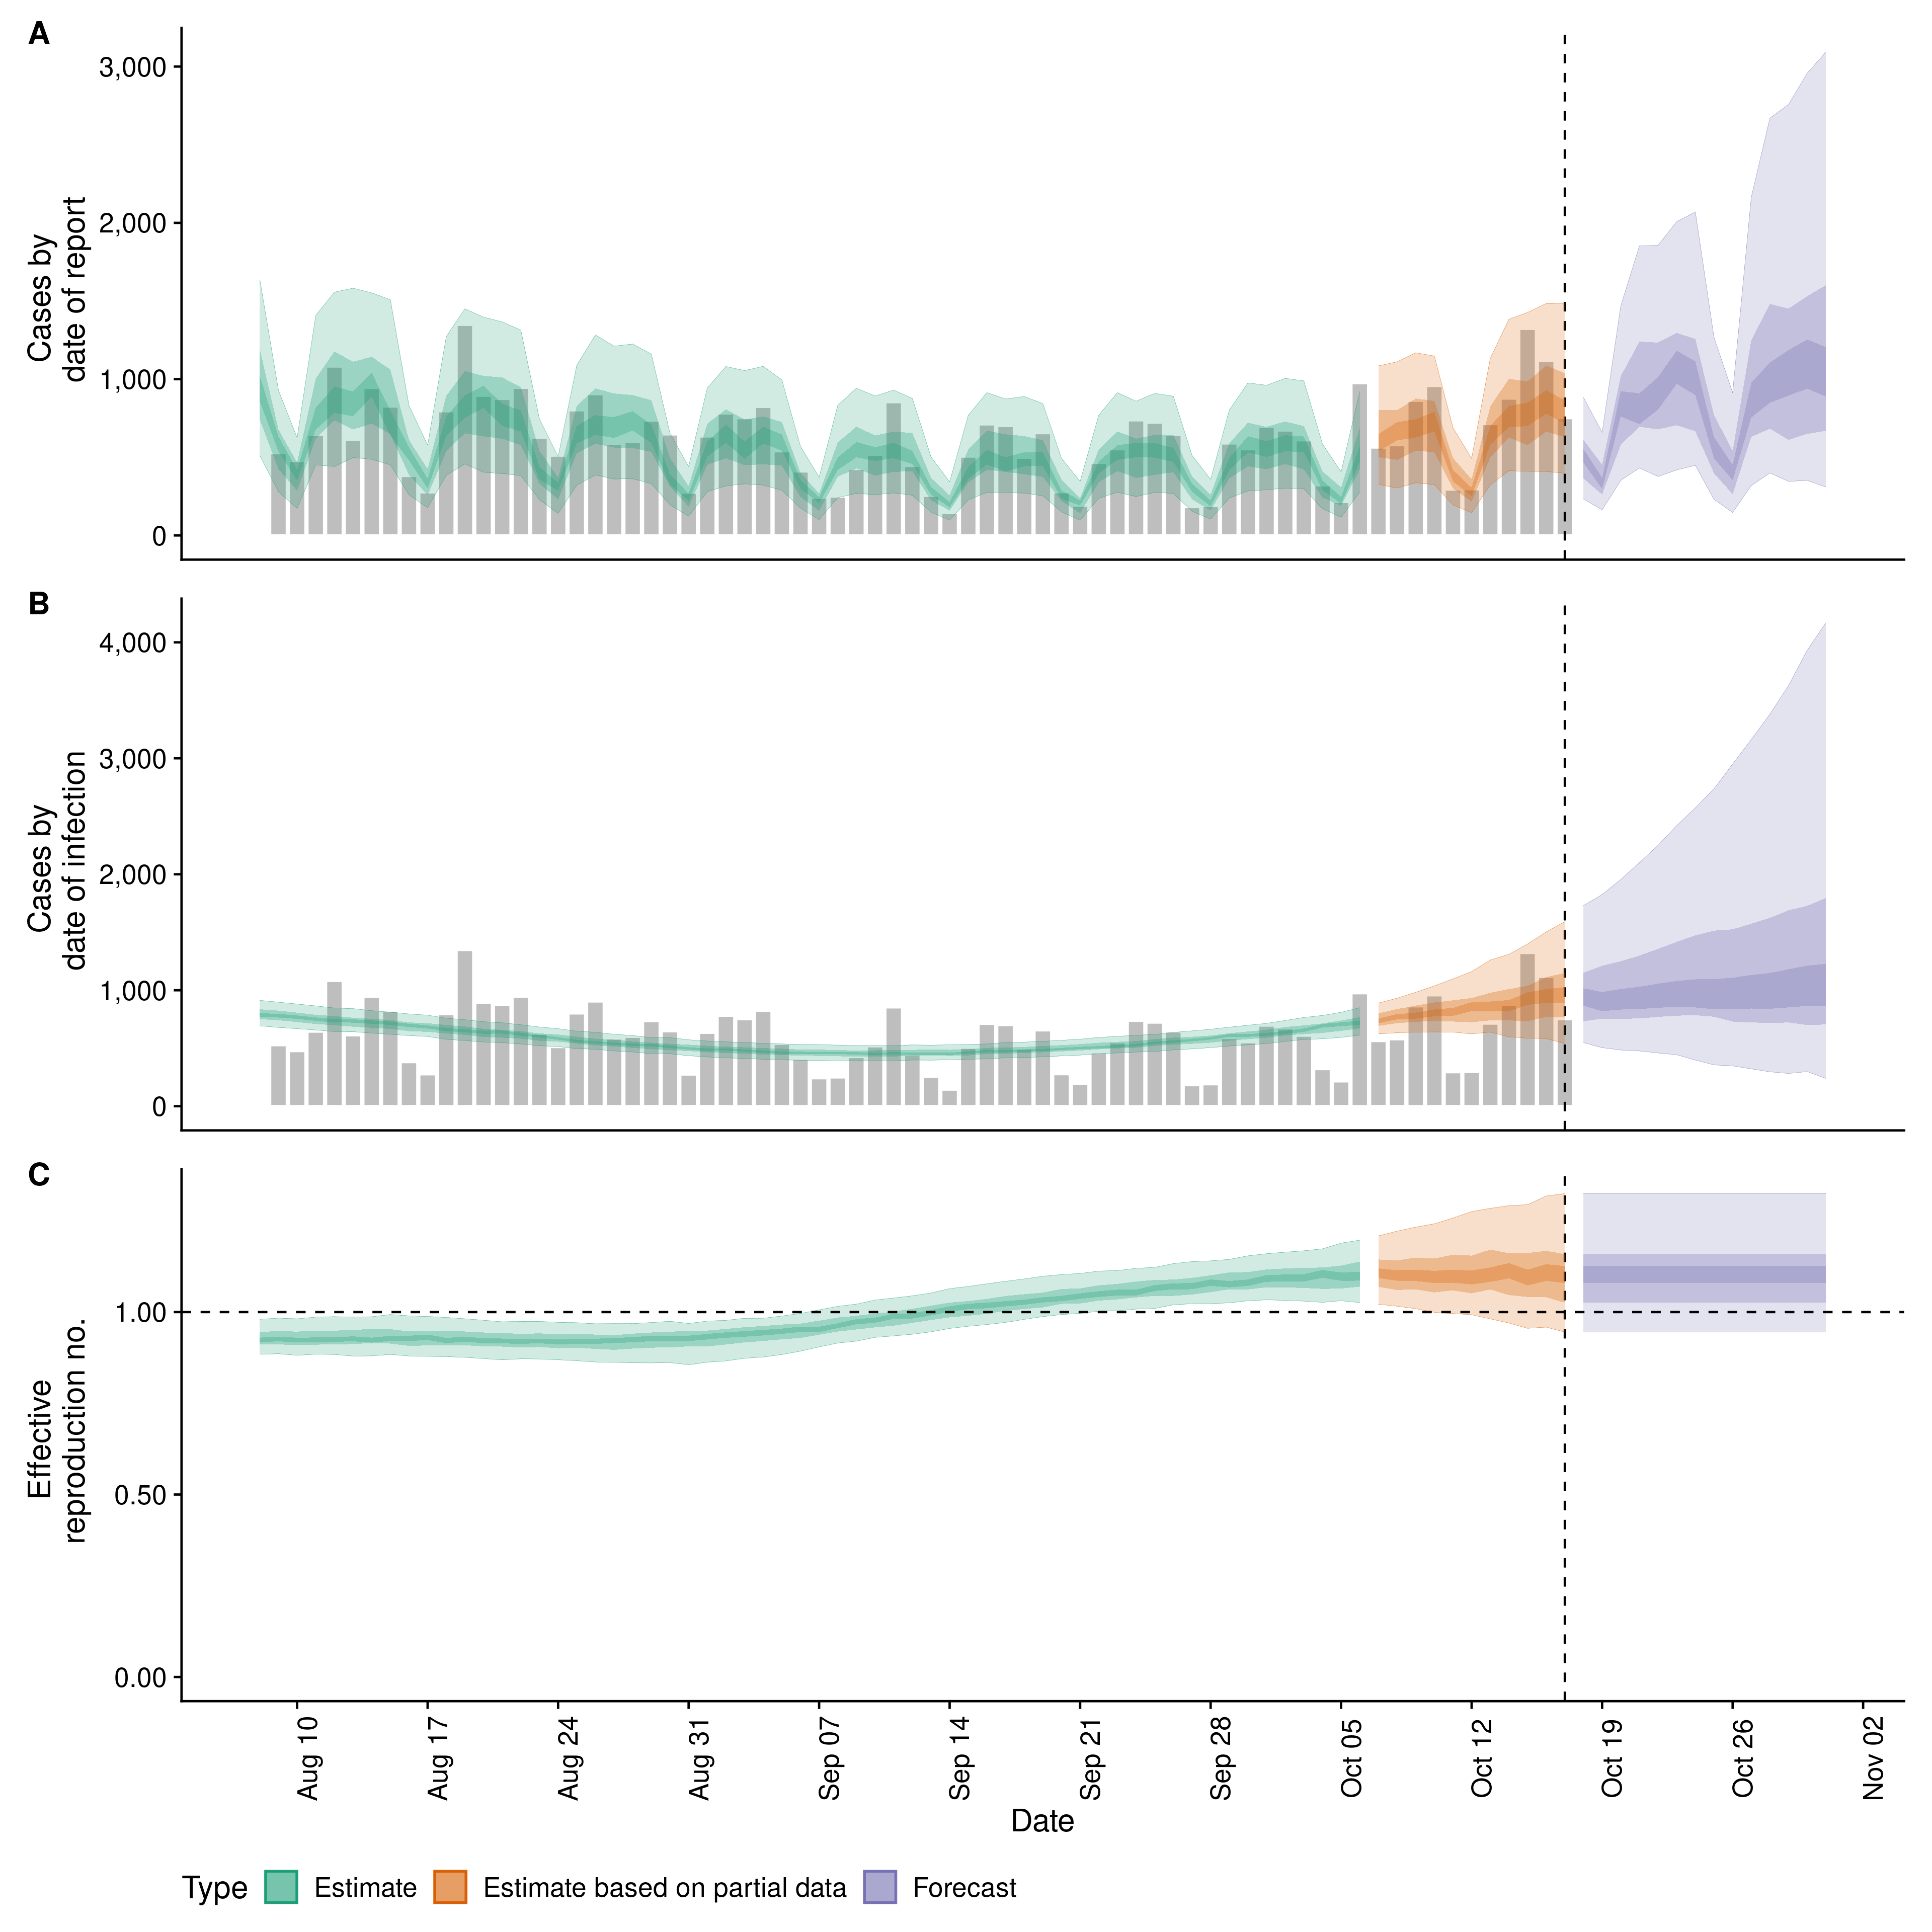 A
3,000
2,000
1,000
0
Cases by
date of report
B
4,000
3,000
2,000
1,000
0
Cases by
date of infection
C
1.00
0.50
0.00
Effective
reproduction no.
Aug 10
Aug 17
Aug 24
Aug 31
Sep 07
Sep 14
Sep 21
Sep 28
Oct 05
Oct 12
Oct 19
Oct 26
Nov 02
Date
Type
Estimate
Estimate based on partial data
Forecast